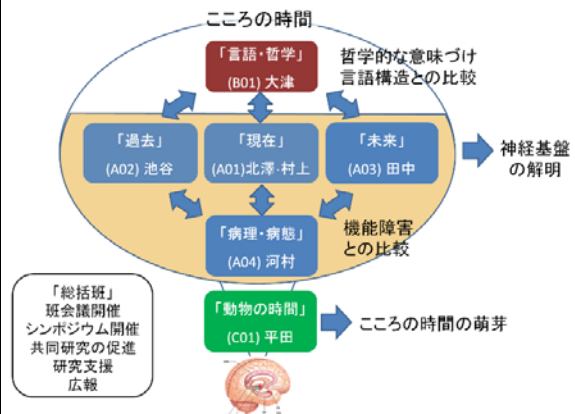 こころの時間
「言語・哲学」
(B01) 大津
哲学的な意味づけ
言語構造との比較
「過去」
(A02) 池谷
「現在」
(A01)北澤・村上
「未来」
(A03) 田中
神経基盤
の解明
「病理・病態」
(A04) 河村
機能障害
との比較
「総括班」
班会議開催
シンポジウム開催
共同研究の促進
研究支援
広報
「動物の時間」
(C01) 平田
こころの時間の萌芽